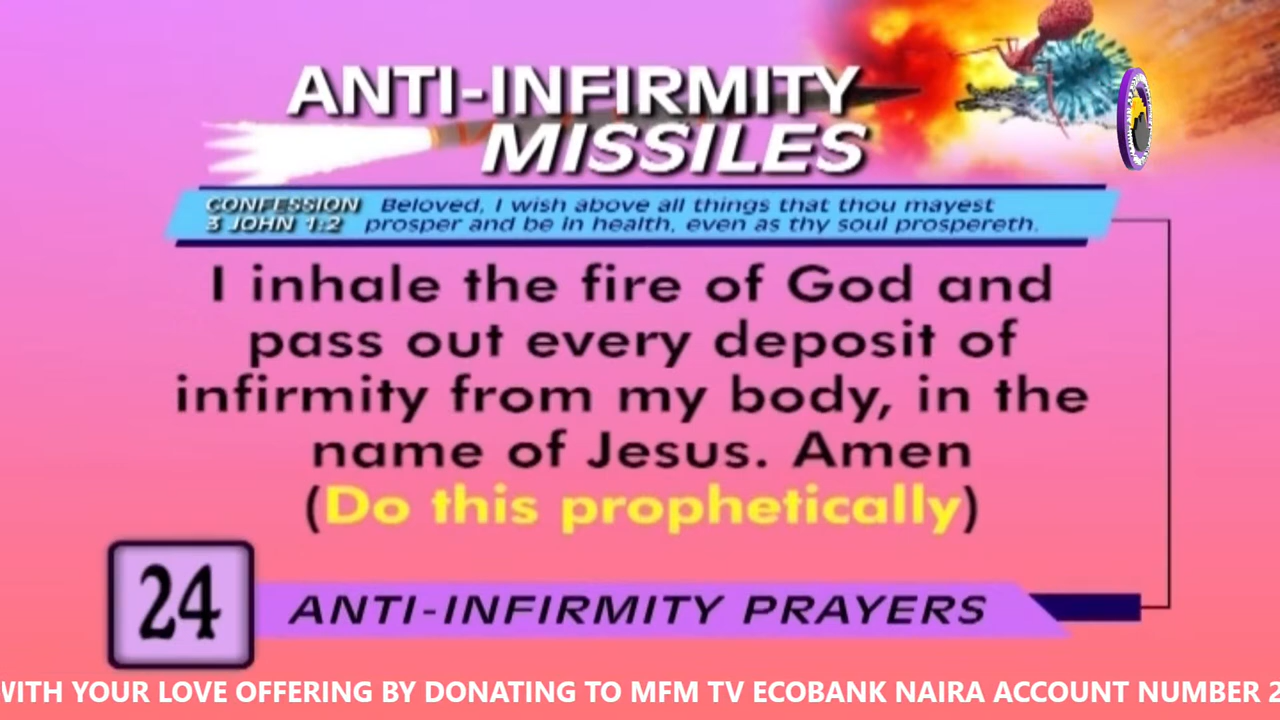 ANTI-INFIRMITY
MISSILES
CONFESSION Beloved, I wish above all things that thou mayest
3 JOHN 1:2 prosper and be in health, even as thy soul prospereth.
I inhale the fire of God and
pass out every deposit of
infirmity from my body, in the
name of Jesus. Amen
(Do this prophetically)
24 ANTI-INFIRMITY PRAYERS
WITH YOUR LOVE OFFERING BY DONATING TO MFM TV ECOBANK NAIRA ACCOUNT NUMBER 2